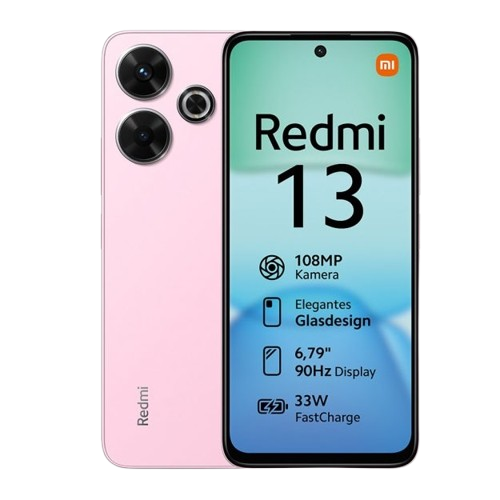 mi
Redmi
13
108MP
Kamera
Elegantes
Glasdesign
6,79"
90Hz Display
33W
FastCharge
Redmi